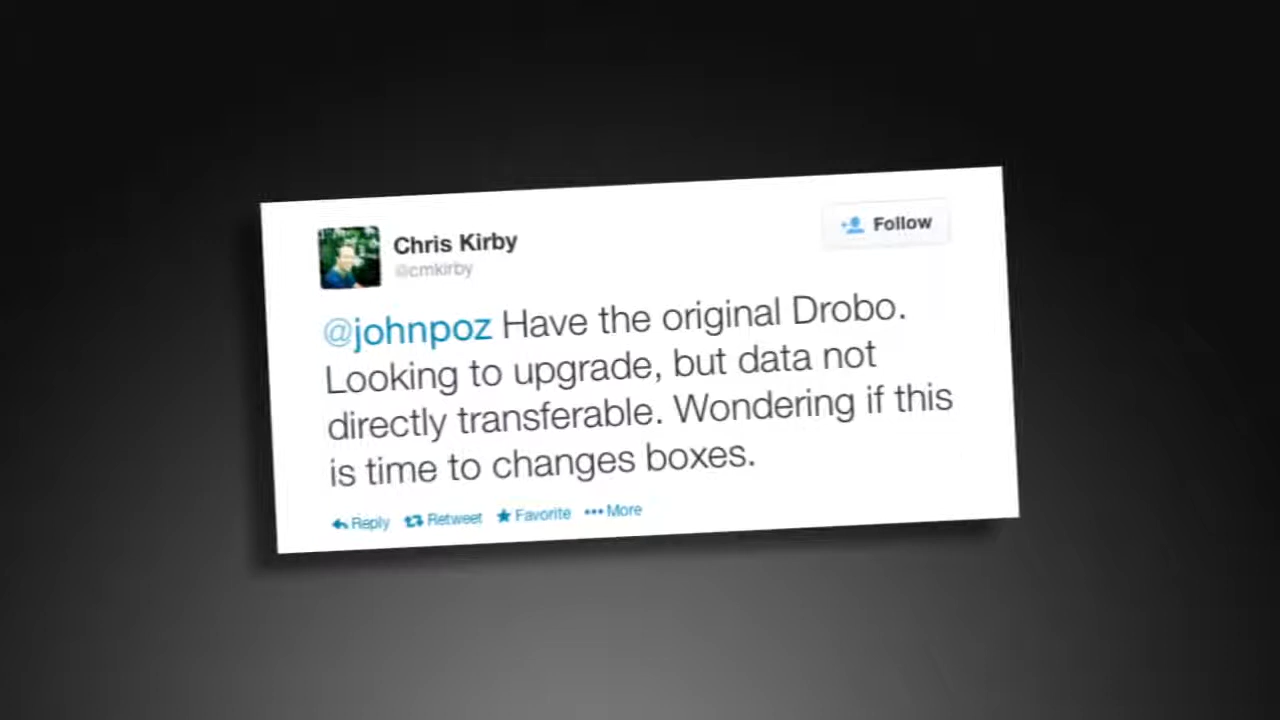 Chris Kirby
Follow
@cmkirby
@johnpoz Have the original Drobo.
Looking to upgrade, but data not
directly transferable. Wondering if this
is time to changes boxes.
Reply Retweet Favorite More